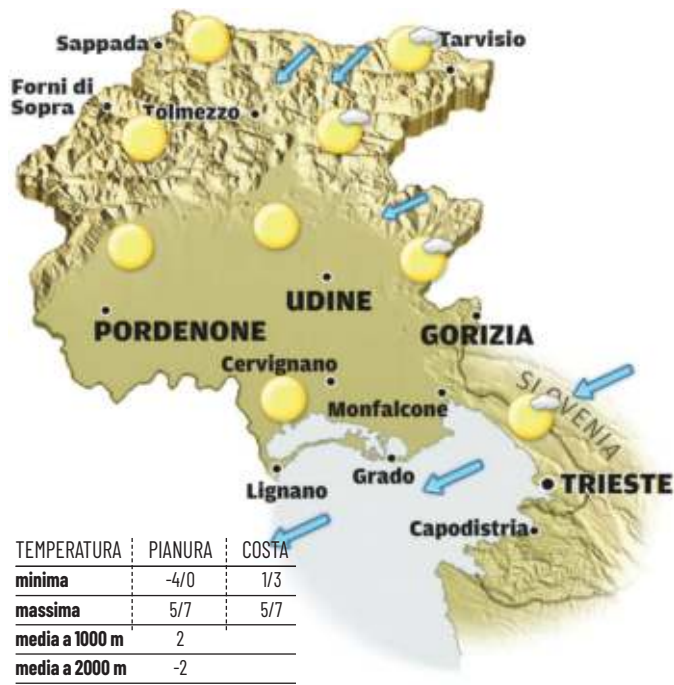 Sappada
Tarvisio
Forni di
Sopra
Tolmezzo
UDINE
PORDENONE
GORIZIA
Cervignano
Monfalcone
SLOVENIA
Lignano
Grado
TRIESTE
Capodistria
TEMPERATURA PIANURA COSTA
minima -4/0 1/3
massima 5/7 5/7
media a 1000 m 2
media a 2000 m -2